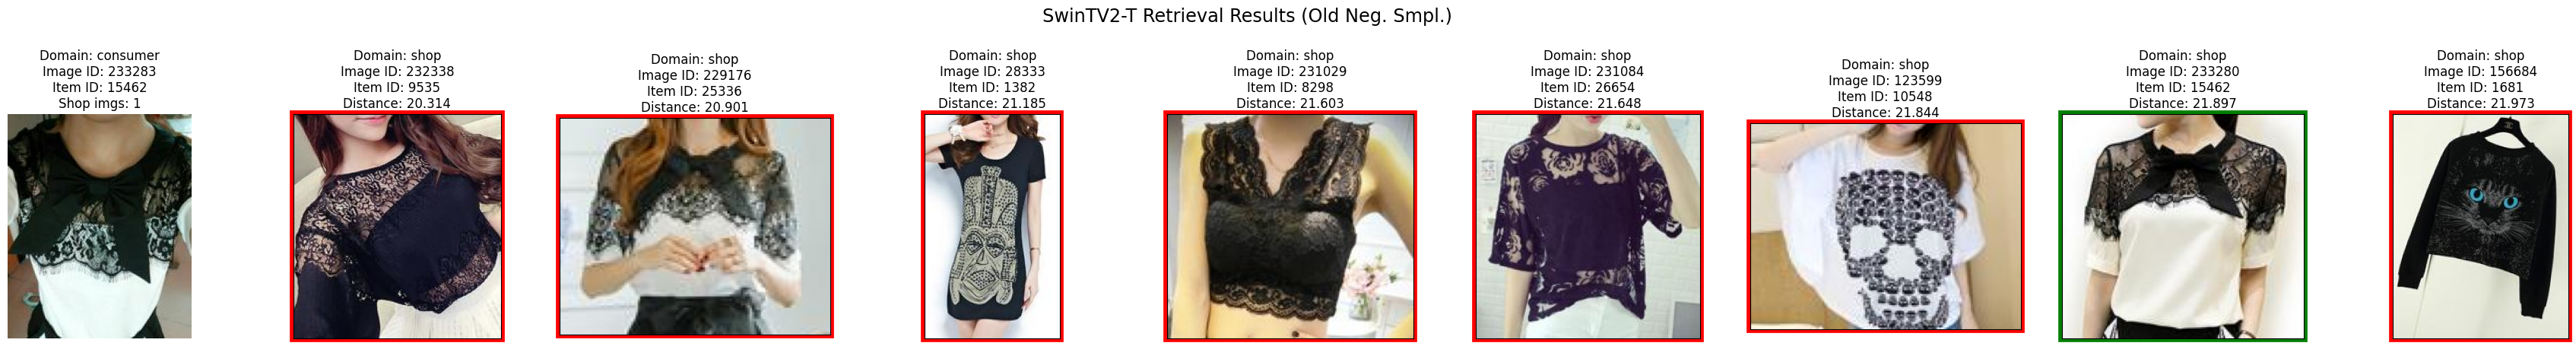 SwinTV2-T Retrieval Results (Old Neg. Smpl.)
Domain: consumer
Image ID: 233283
Item ID: 15462
Shop imgs: 1
Domain: shop
Image ID: 232338
Item ID: 9535
Distance: 20.314
Domain: shop
Image ID: 229176
Item ID: 25336
Distance: 20.901
Domain: shop
Image ID: 28333
Item ID: 1382
Distance: 21.185
Domain: shop
Image ID: 231029
Item ID: 8298
Distance: 21.603
Domain: shop
Image ID: 231084
Item ID: 26654
Distance: 21.648
Domain: shop
Image ID: 123599
Item ID: 10548
Distance: 21.844
Domain: shop
Image ID: 233280
Item ID: 15462
Distance: 21.897
Domain: shop
Image ID: 156684
Item ID: 1681
Distance: 21.973